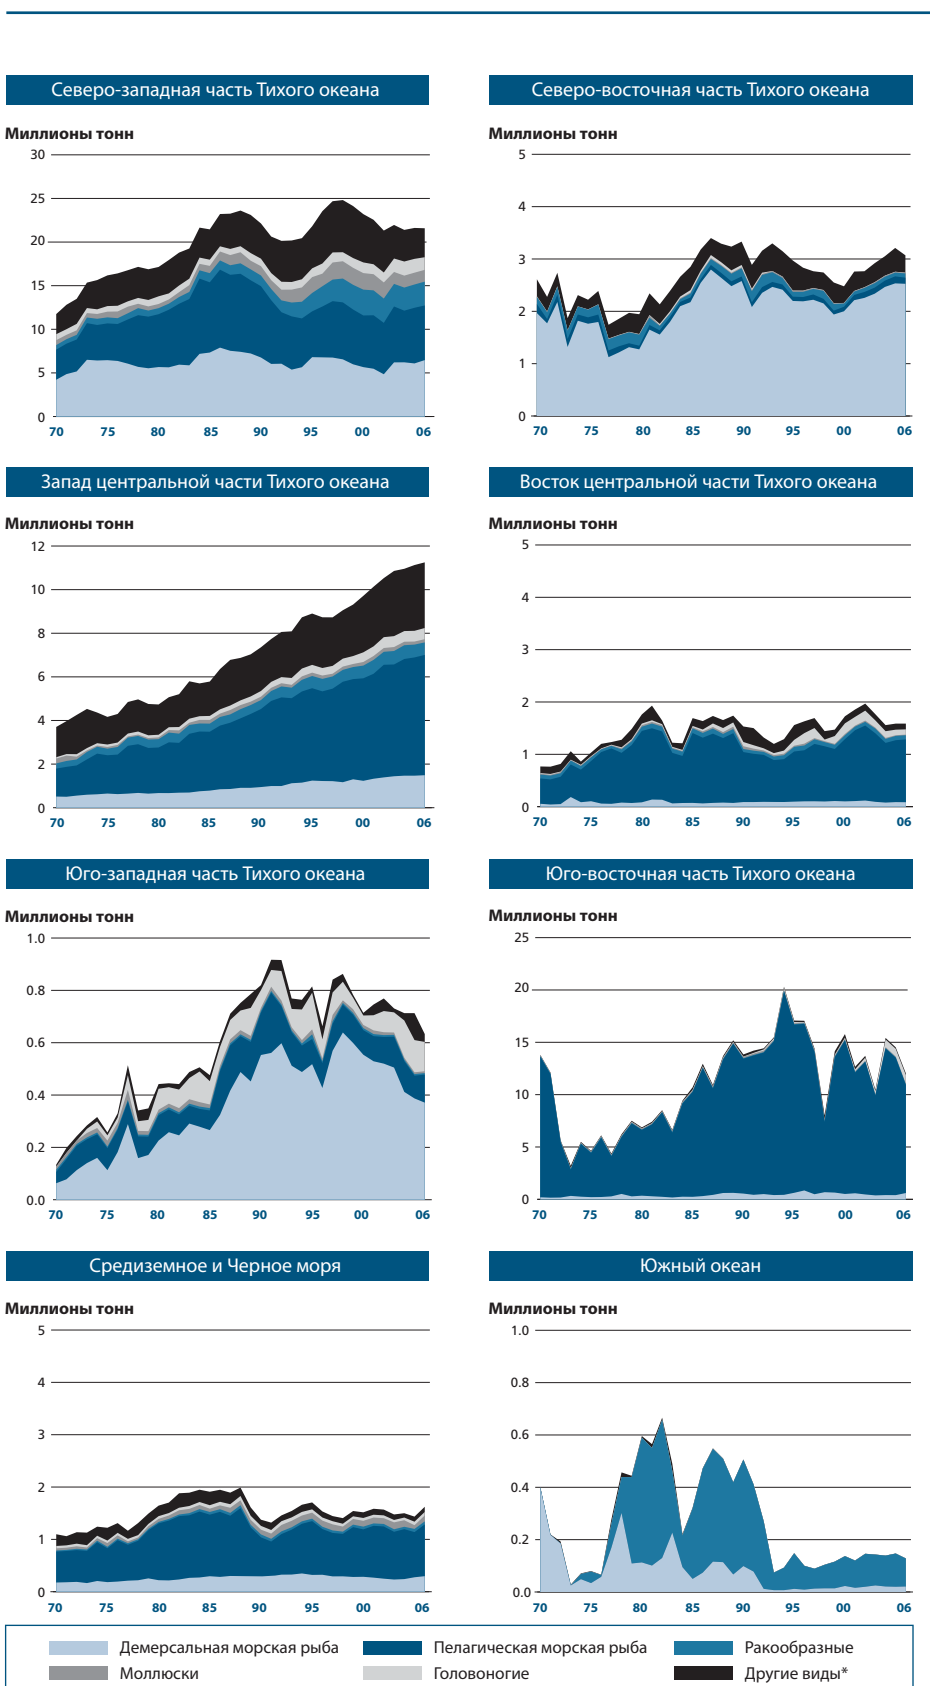 Северо-западная часть Тихого океана
Миллионы тонн
30
25
20
15
10
5
0
70 75 80 85 90 95 00 06
Северо-восточная часть Тихого океана
Миллионы тонн
5
4
3
2
1
0
70 75 80 85 90 95 00 06
Запад центральной части Тихого океана
Миллионы тонн
12
10
8
6
4
2
0
70 75 80 85 90 95 00 06
Восток центральной части Тихого океана
Миллионы тонн
5
4
3
2
1
0
70 75 80 85 90 95 00 06
Юго-западная часть Тихого океана
Миллионы тонн
1.0
0.8
0.6
0.4
0.2
0.0
70 75 80 85 90 95 00 06
Юго-восточная часть Тихого океана
Миллионы тонн
25
20
15
10
5
0
70 75 80 85 90 95 00 06
Средиземное и Черное моря
Миллионы тонн
5
4
3
2
1
0
70 75 80 85 90 95 00 06
Южный океан
Миллионы тонн
1.0
0.8
0.6
0.4
0.2
0.0
70 75 80 85 90 95 00 06
Демерсальная морская рыба Пелагическая морская рыба Ракообразные
Моллюски Головоногие Другие виды*